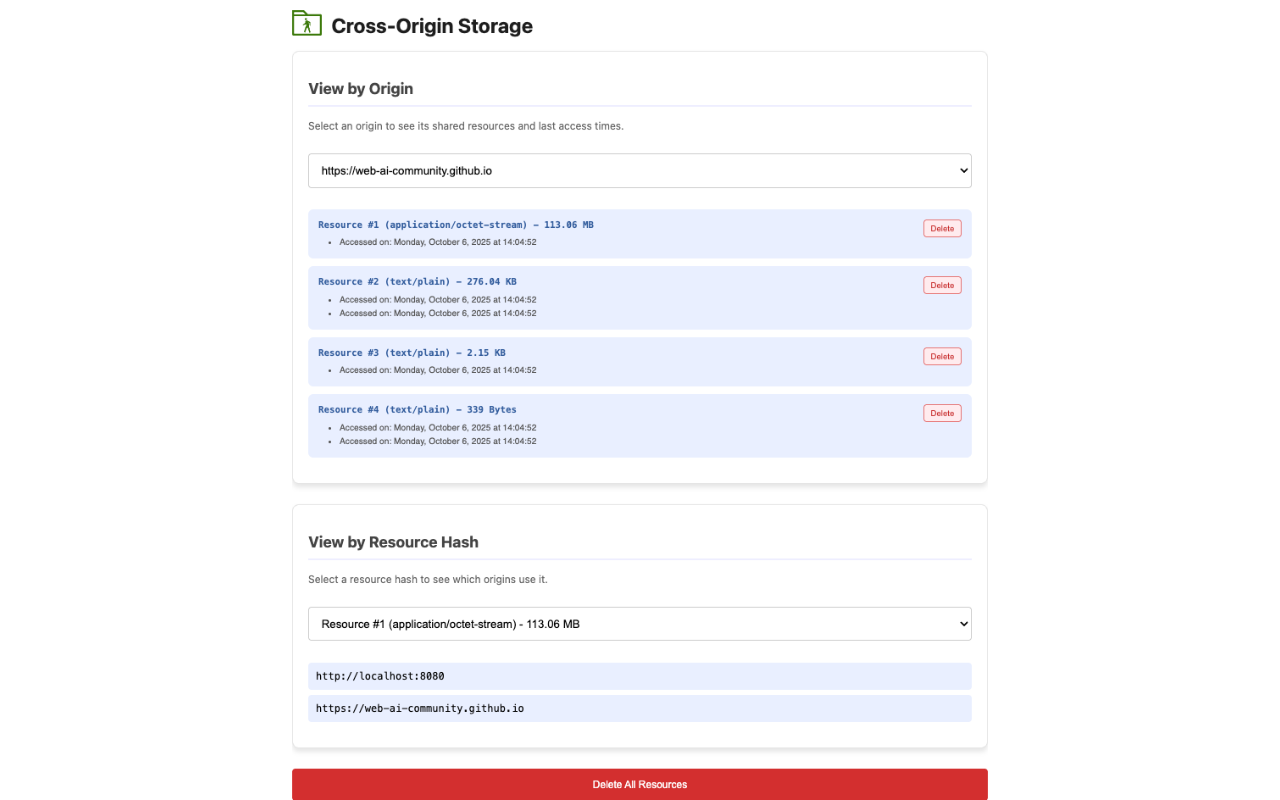 Cross-Origin Storage
View by Origin
Select an origin to see its shared resources and last access times.
https://web-ai-community.github.io
Resource #1 (application/octet-stream) - 113.06 MB
Delete
• Accessed on: Monday, October 6, 2025 at 14:04:52
Resource #2 (text/plain) - 276.04 KB
Delete
• Accessed on: Monday, October 6, 2025 at 14:04:52
• Accessed on: Monday, October 6, 2025 at 14:04:52
Resource #3 (text/plain) - 2.15 KB
Delete
• Accessed on: Monday, October 6, 2025 at 14:04:52
Resource #4 (text/plain) - 339 Bytes
Delete
• Accessed on: Monday, October 6, 2025 at 14:04:52
• Accessed on: Monday, October 6, 2025 at 14:04:52
View by Resource Hash
Select a resource hash to see which origins use it.
Resource #1 (application/octet-stream) - 113.06 MB
http://localhost:8080
https://web-ai-community.github.io
Delete All Resources